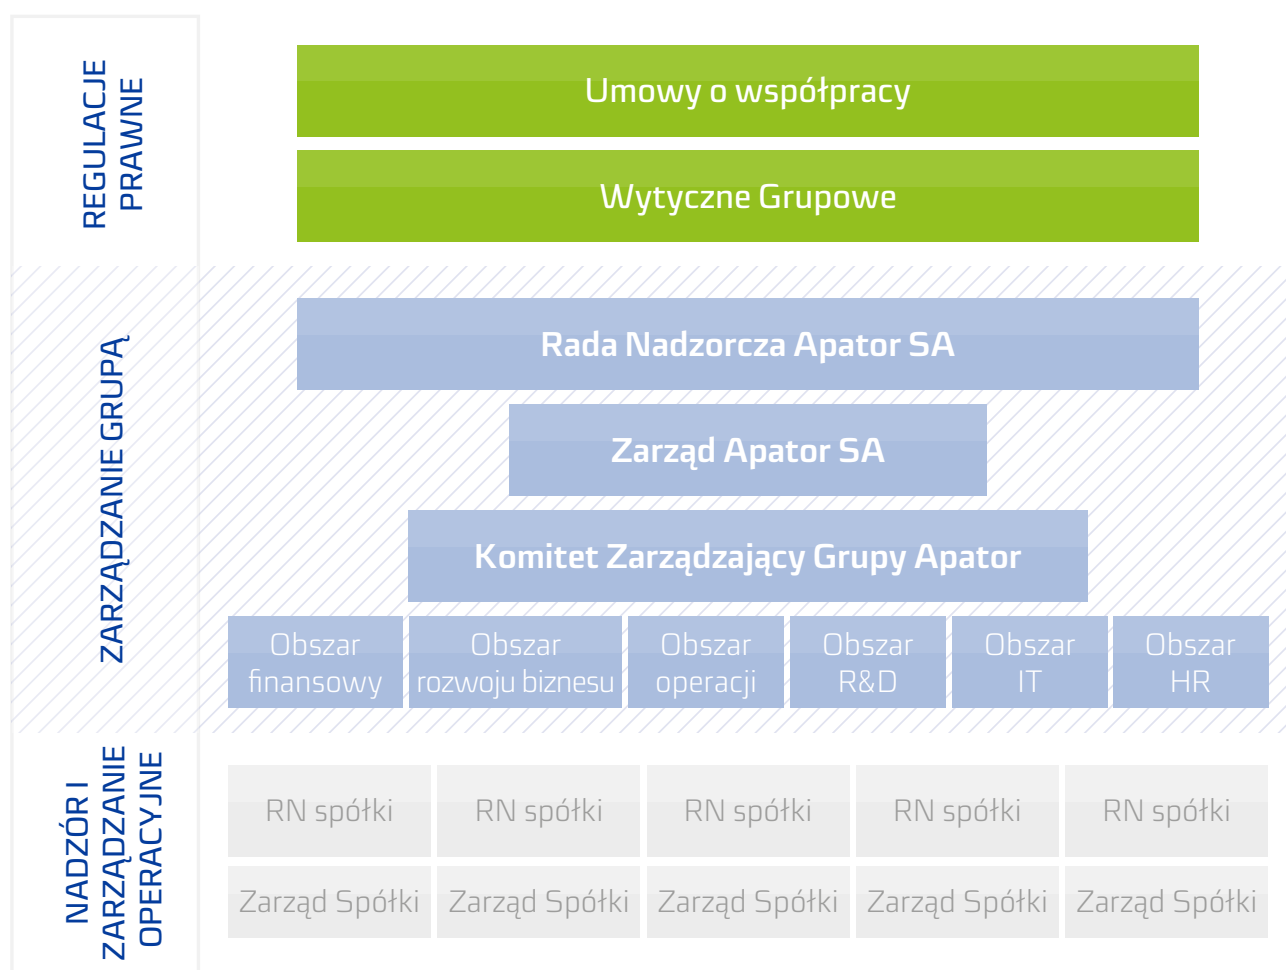 REGULACJE
PRAWNE
Umowy o współpracy
Wytyczne Grupowe
ZARZĄDZANIE GRUPĄ
Rada Nadzorcza Apator SA
Zarząd Apator SA
Komitet Zarządzający Grupy Apator
Obszar
finansowy
Obszar
rozwoju biznesu
Obszar
operacji
Obszar
R&D
Obszar
IT
Obszar
HR
NADZÓR I
ZARZĄDZANIE
OPERACYJNE
RN spółki
RN spółki
RN spółki
RN spółki
RN spółki
Zarząd Spółki
Zarząd Spółki
Zarząd Spółki
Zarząd Spółki
Zarząd Spółki